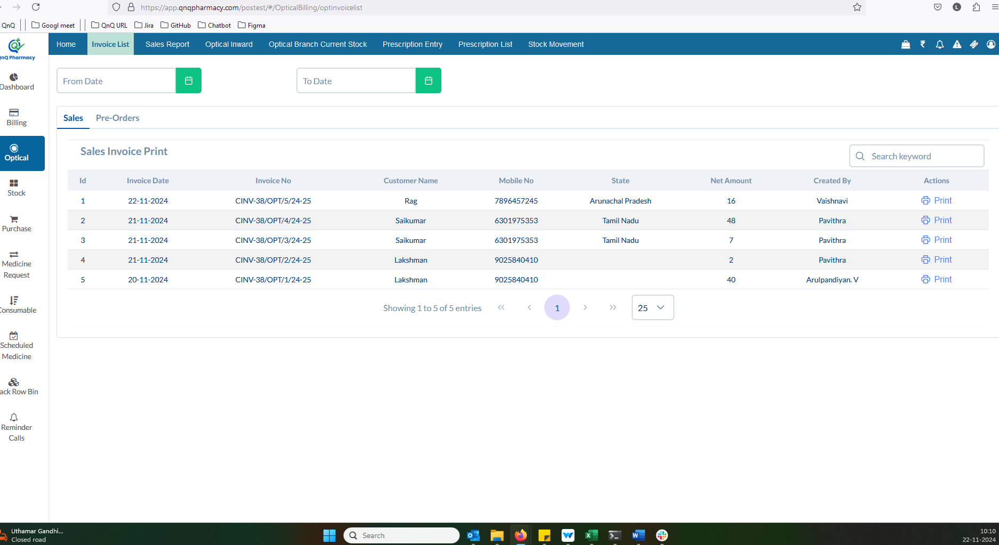 https://app.qnqpharmacy.com/postest/#/OpticalBilling/optinvoicelist
L
QnQ
Googl meet
QnQ URL
Jira
GitHub
Chatbot
Figma
Home
Invoice List
Sales Report
Optical Inward
Optical Branch Current Stock
Prescription Entry
Prescription List
Stock Movement
QnQ Pharmacy
Dashboard
Billing
Optical
Stock
Purchase
Medicine
Request
Consumable
Scheduled
Medicine
ack Row Bin
Reminder
Calls
From Date
To Date
Sales
Pre-Orders
Sales Invoice Print
Search keyword
Id Invoice Date Invoice No Customer Name Mobile No State Net Amount Created By Actions
1 22-11-2024 CINV-38/OPT/5/24-25 Rag 7896457245 Arunachal Pradesh 16 Vaishnavi Print
2 21-11-2024 CINV-38/OPT/4/24-25 Saikumar 6301975353 Tamil Nadu 48 Pavithra Print
3 21-11-2024 CINV-38/OPT/3/24-25 Saikumar 6301975353 Tamil Nadu 7 Pavithra Print
4 21-11-2024 CINV-38/OPT/2/24-25 Lakshman 9025840410 2 Pavithra Print
5 20-11-2024 CINV-38/OPT/1/24-25 Lakshman 9025840410 40 Arulpandiyan. V Print
Showing 1 to 5 of 5 entries « ‹ 1 › » 25
Uthamar Gandhi...
Closed road
Search
10:10
22-11-2024